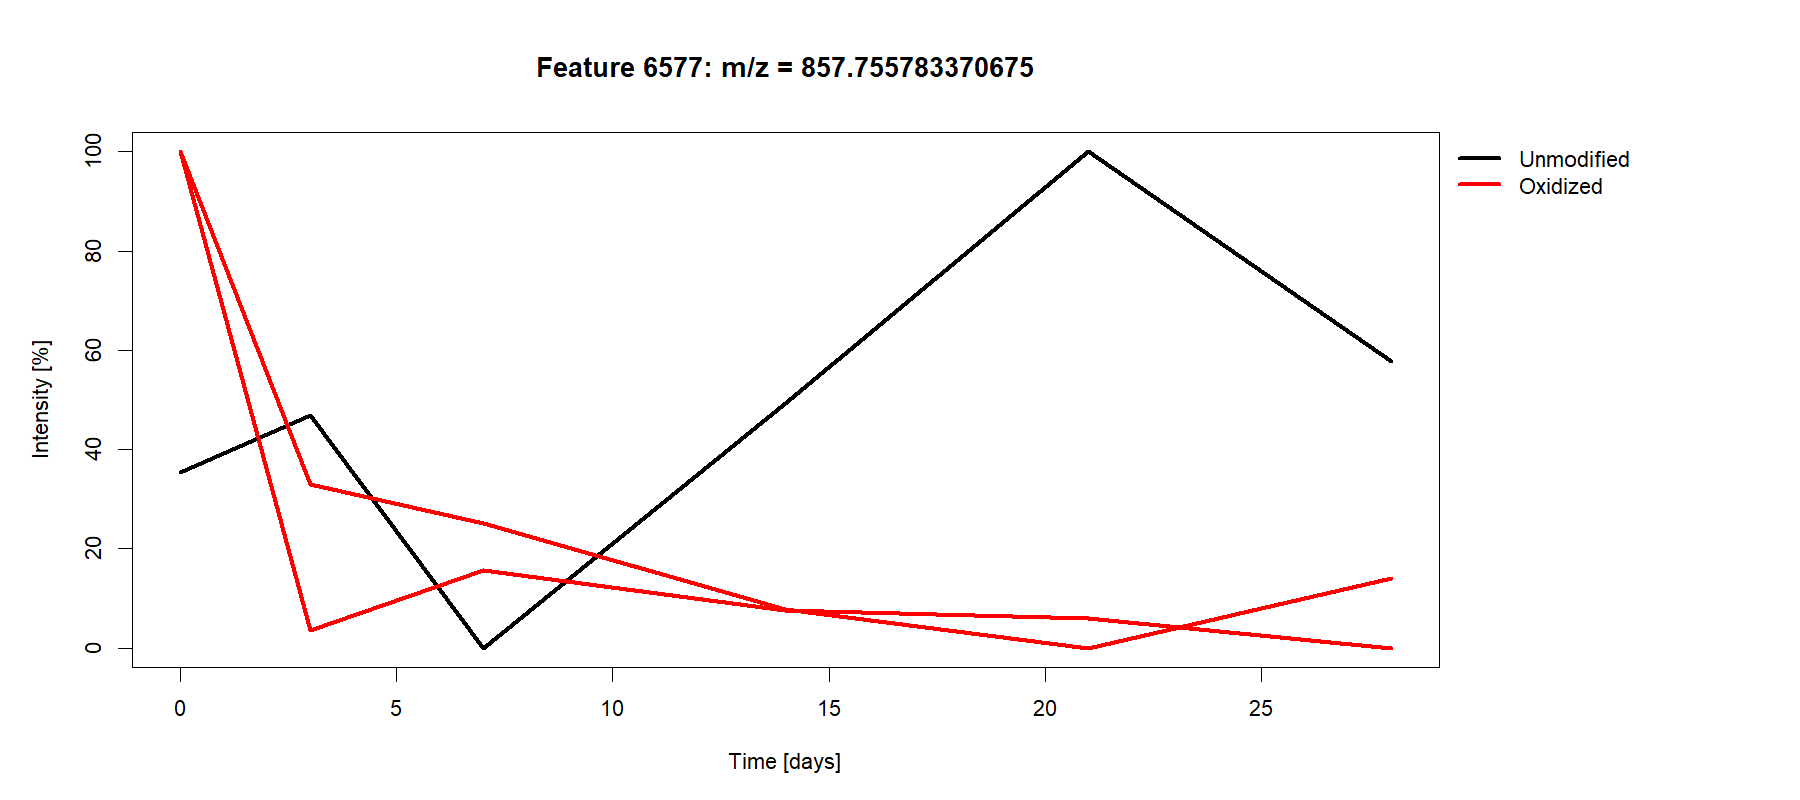 Feature 6577: m/z = 857.755783370675
Unmodified
Oxidized
Intensity [%]
100
80
60
40
20
0
0 5 10 15 20 25
Time [days]